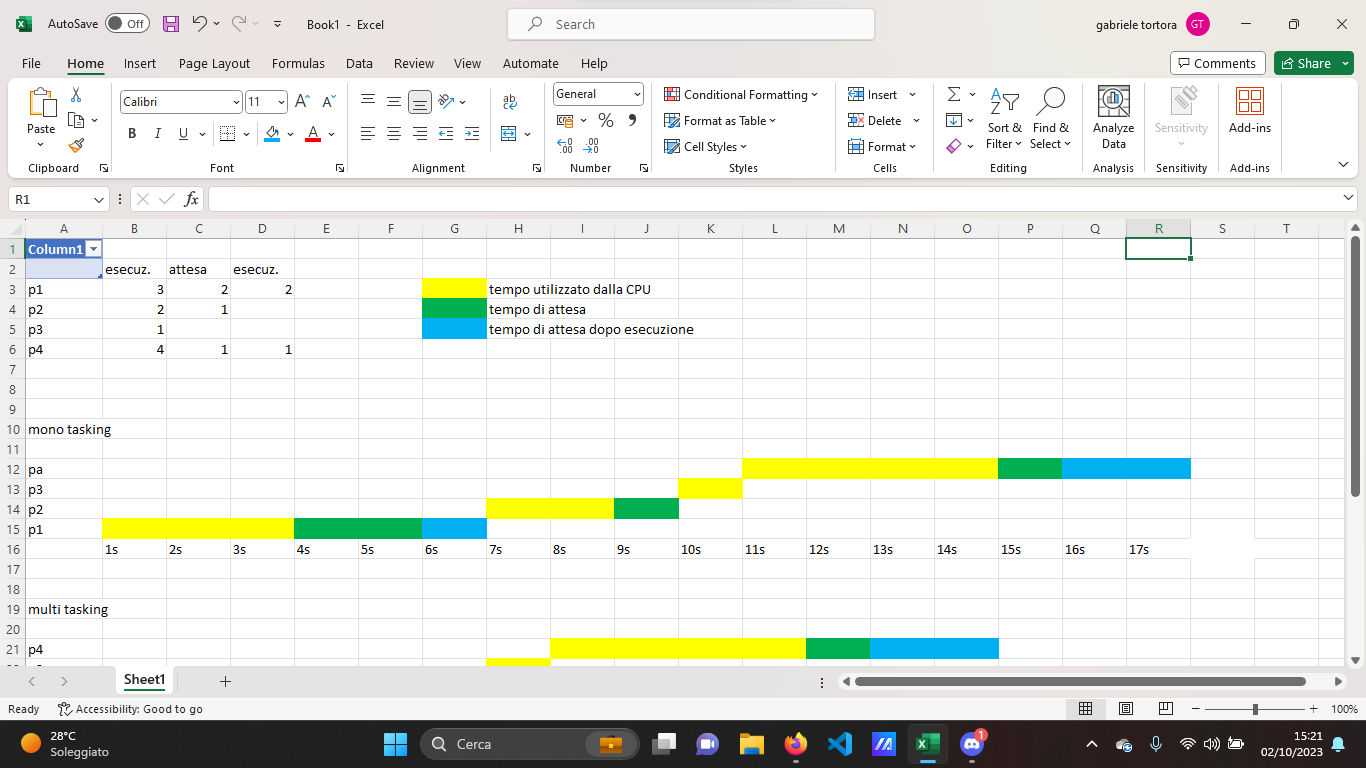 AutoSave Off Book1 - Excel Search gabriele tortora GT
File Home Insert Page Layout Formulas Data Review View Automate Help Comments Share
Paste Calibri 11 B I U General Conditional Formatting Format as Table Cell Styles Insert Delete Format Sort & Filter Find & Select Analyze Data Sensitivity Add-ins
Clipboard Font Alignment Number Styles Cells Editing Analysis Sensitivity Add-ins
R1 fx
A B C D E F G H I J K L M N O P Q R S T
1 Column1
2 esecuz. attesa esecuz.
3 p1 3 2 2 tempo utilizzato dalla CPU
4 p2 2 1 tempo di attesa
5 p3 1 tempo di attesa dopo esecuzione
6 p4 4 1 1
7
8
9
10 mono tasking
11
12 pa
13 p3
14 p2
15 p1
16 1s 2s 3s 4s 5s 6s 7s 8s 9s 10s 11s 12s 13s 14s 15s 16s 17s
17
18
19 multi tasking
20
21 p4
Sheet1
Ready Accessibility: Good to go 100%
28°C
Soleggiato
Cerca
1
15:21
02/10/2023